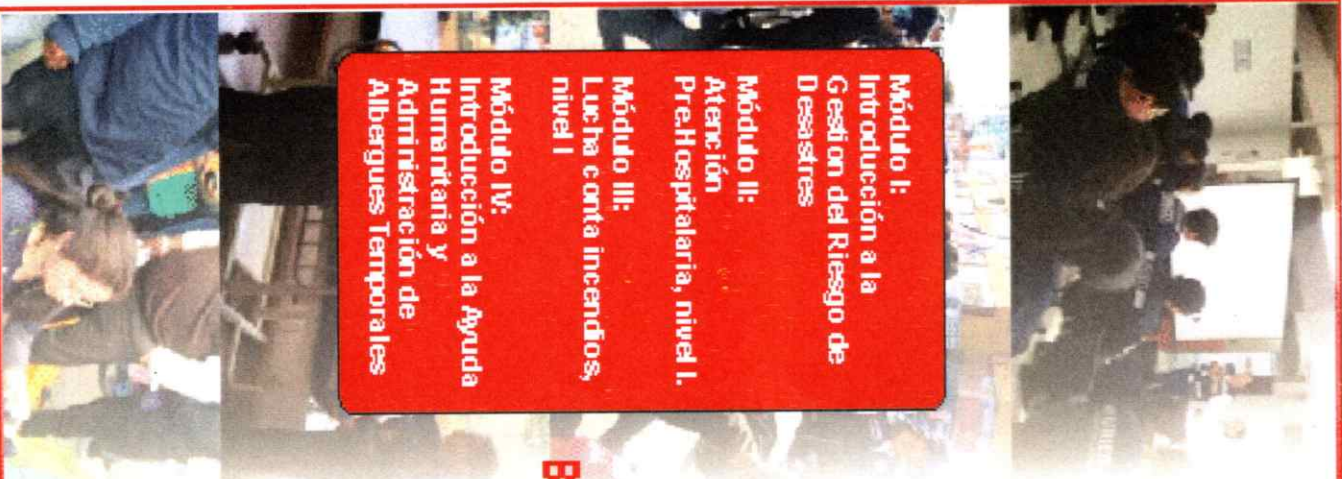 Módulo I:
Introducción a la
Gestion del Riesgo de
Desastres
Módulo II:
Atención
Pre.Hospitalaria, nivel I.
Módulo III:
Lucha conta incendios,
nivel I
Módulo IV:
Introducción a la Ayuda
Humanitaria y
Administración de
Albergues Temporales
B